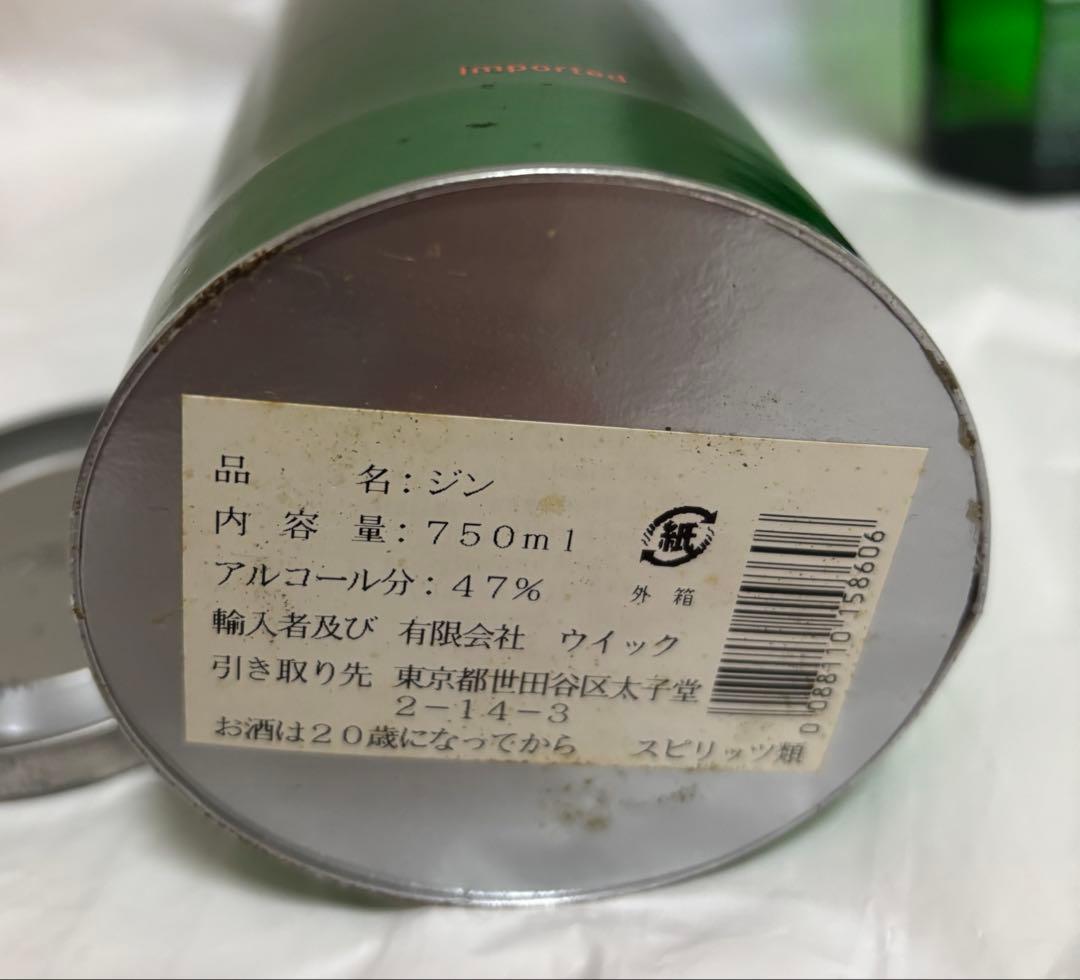 Imported
品 名：ジン
内 容 量：７５０ｍｌ
アルコール分：４７％
輸入者及び 有限会社 ウイック
引き取り先 東京都世田谷区太子堂
２－１４－３
お酒は２０歳になってから スピリッツ類
紙
外 箱
0 088110 158606